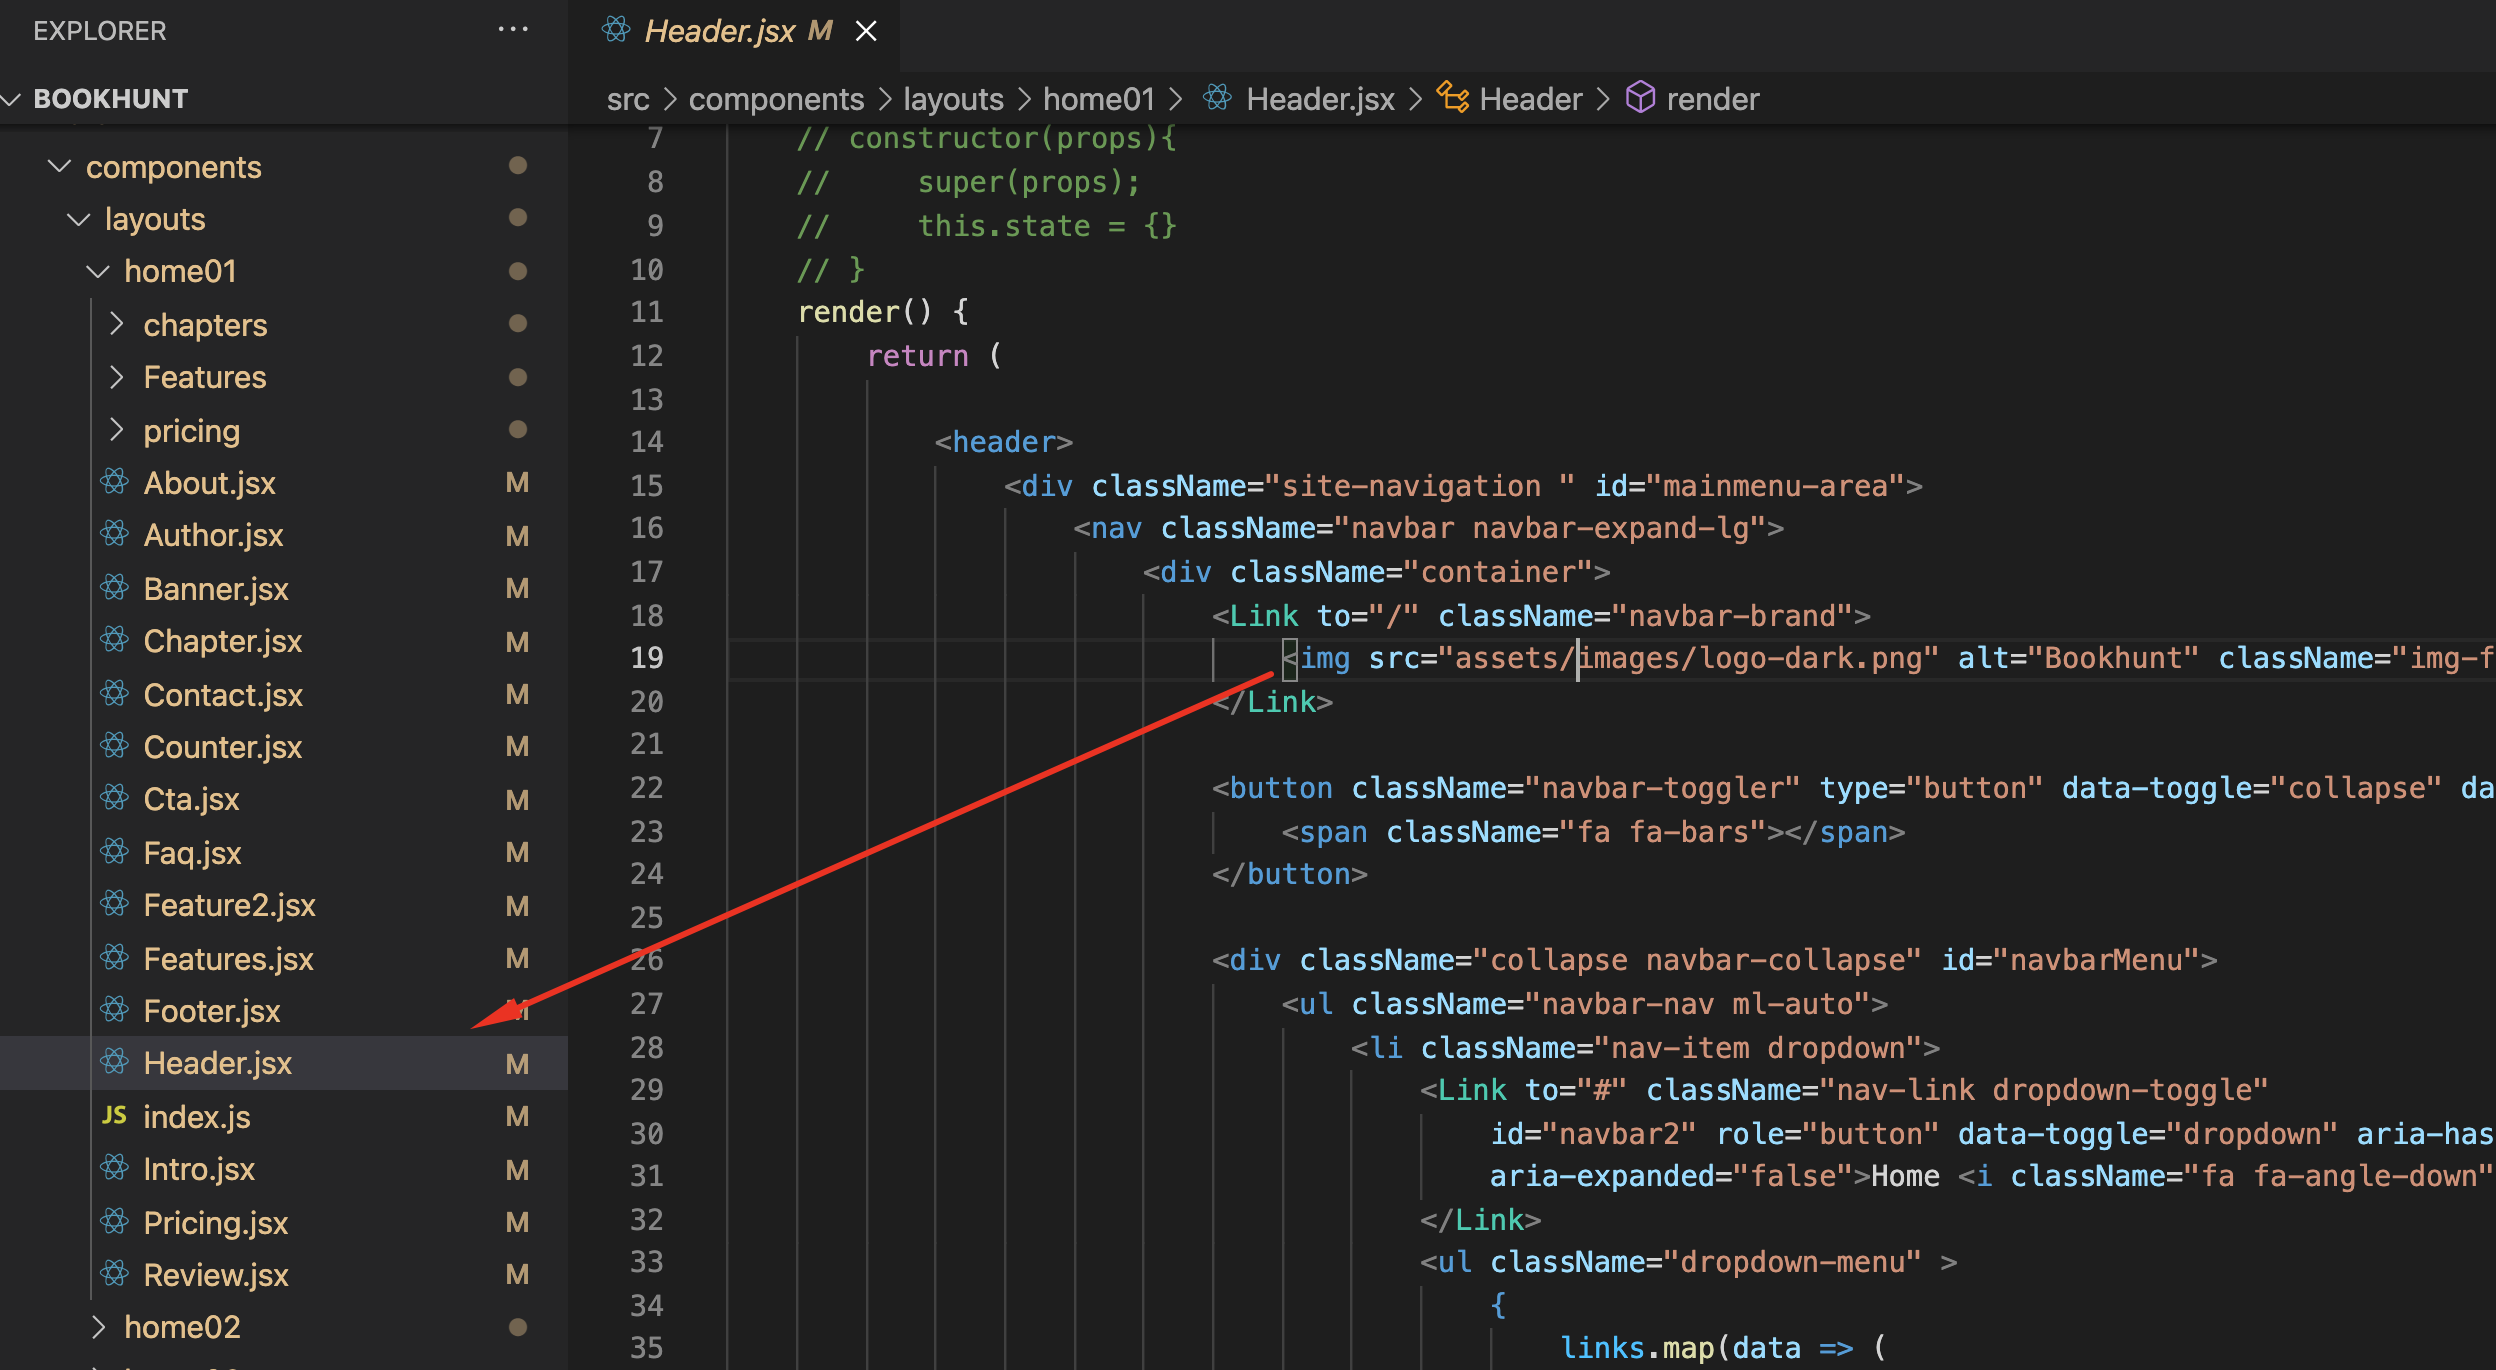 EXPLORER ...
BOOKHUNT
components
layouts
home01
chapters
Features
pricing
About.jsx M
Author.jsx M
Banner.jsx M
Chapter.jsx M
Contact.jsx M
Counter.jsx M
Cta.jsx M
Faq.jsx M
Feature2.jsx M
Features.jsx M
Footer.jsx M
Header.jsx M
JS index.js M
Intro.jsx M
Pricing.jsx M
Review.jsx M
home02
Header.jsx M
src > components > layouts > home01 > Header.jsx > Header > render
7 // constructor(props){
8 //     super(props);
9 //     this.state = {}
10 // }
11 render() {
12 return (
13
14 <header>
15 <div className="site-navigation " id="mainmenu-area">
16 <nav className="navbar navbar-expand-lg">
17 <div className="container">
18 <Link to="/" className="navbar-brand">
19 <img src="assets/images/logo-dark.png" alt="Bookhunt" className="img-f
20 </Link>
21
22 <button className="navbar-toggler" type="button" data-toggle="collapse" da
23 <span className="fa fa-bars"></span>
24 </button>
25
26 <div className="collapse navbar-collapse" id="navbarMenu">
27 <ul className="navbar-nav ml-auto">
28 <li className="nav-item dropdown">
29 <Link to="#" className="nav-link dropdown-toggle"
30 id="navbar2" role="button" data-toggle="dropdown" aria-has
31 aria-expanded="false">Home <i className="fa fa-angle-down"
32 </Link>
33 <ul className="dropdown-menu" >
34 {
35 links.map(data => (